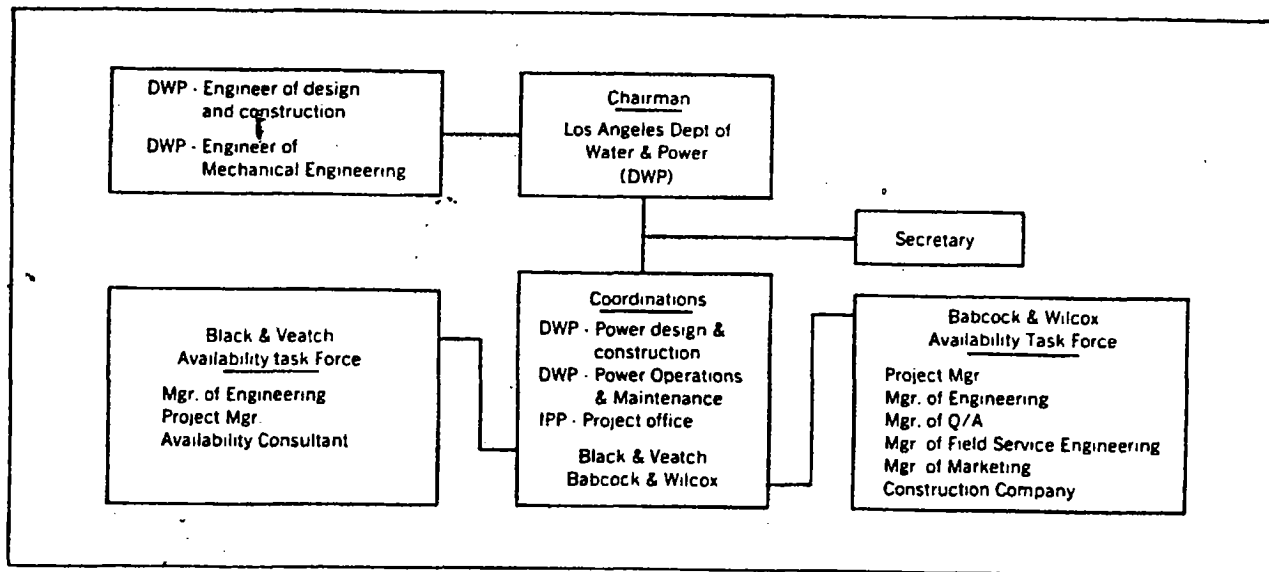 DWP - Engineer of design
and construction
DWP - Engineer of
Mechanical Engineering
Chairman
Los Angeles Dept of
Water & Power
(DWP)
Secretary
Black & Veatch
Availability task Force
Mgr. of Engineering
Project Mgr.
Availability Consultant
Coordinations
DWP - Power design &
construction
DWP - Power Operations
& Maintenance
IPP - Project office
Black & Veatch
Babcock & Wilcox
Babcock & Wilcox
Availability Task Force
Project Mgr
Mgr. of Engineering
Mgr. of Q/A
Mgr of Field Service Engineering
Mgr of Marketing
Construction Company